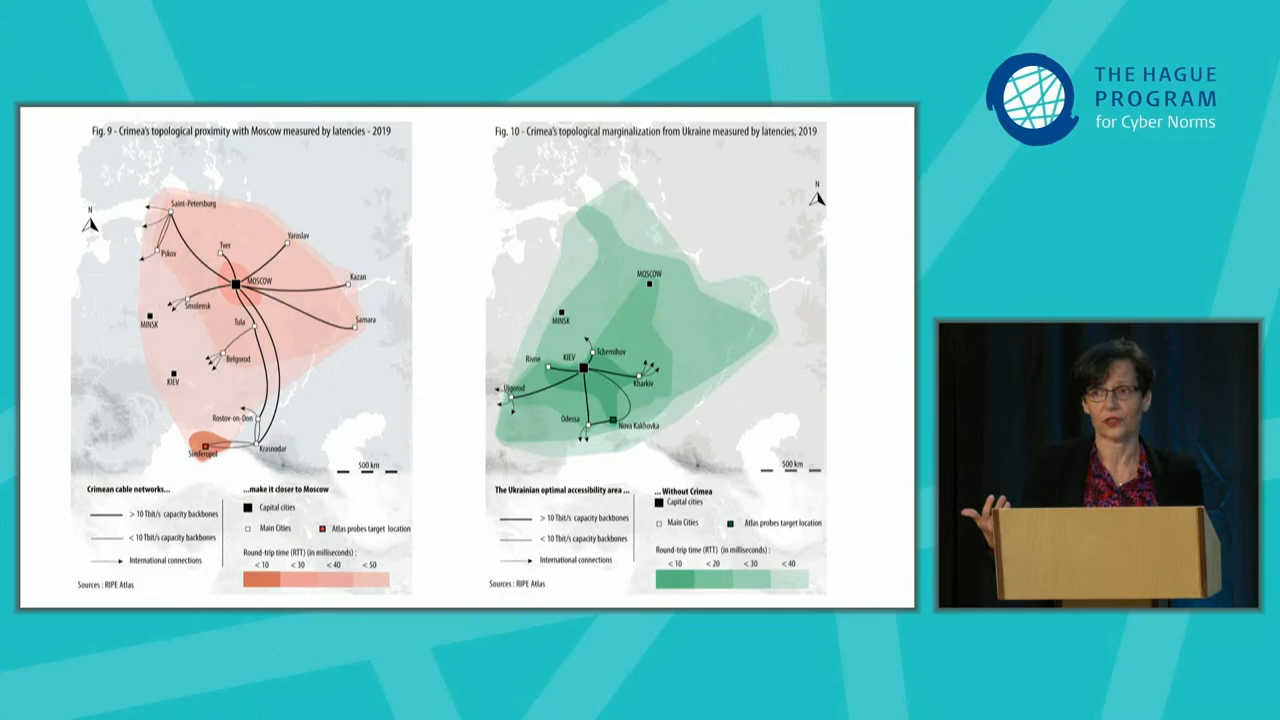 THE HAGUE
PROGRAM
for Cyber Norms
Fig. 9 - Crimea's topological proximity with Moscow measured by latencies - 2019
N
Saint-Petersburg
Pskov
Tver
Yaroslav
MOSCOW
Kazan
Smolensk
MINSK
Tula
Samara
Belgorod
KIEV
Rostov-on-Don
Simferopol
Krasnodar
500 km
Crimean cable networks...
> 10 Tbit/s capacity backbones
< 10 Tbit/s capacity backbones
International connections
Sources : RIPE Atlas
...make it closer to Moscow
Capital cities
Main Cities
Atlas probes target location
Round-trip time (RTT) (in milliseconds) :
< 10 < 30 < 40 < 50
Fig. 10 - Crimea's topological marginalization from Ukraine measured by latencies, 2019
N
MOSCOW
MINSK
Tchernihov
Rivne
KIEV
Kharkiv
Ujgorod
Odessa
Nova Kakhovka
500 km
The Ukrainian optimal accessibility area ...
> 10 Tbit/s capacity backbones
< 10 Tbit/s capacity backbones
International connections
Sources : RIPE Atlas
... Without Crimea
Capital cities
Main Cities
Atlas probes target location
Round-trip time (RTT) (in milliseconds) :
< 10 < 20 < 30 < 40